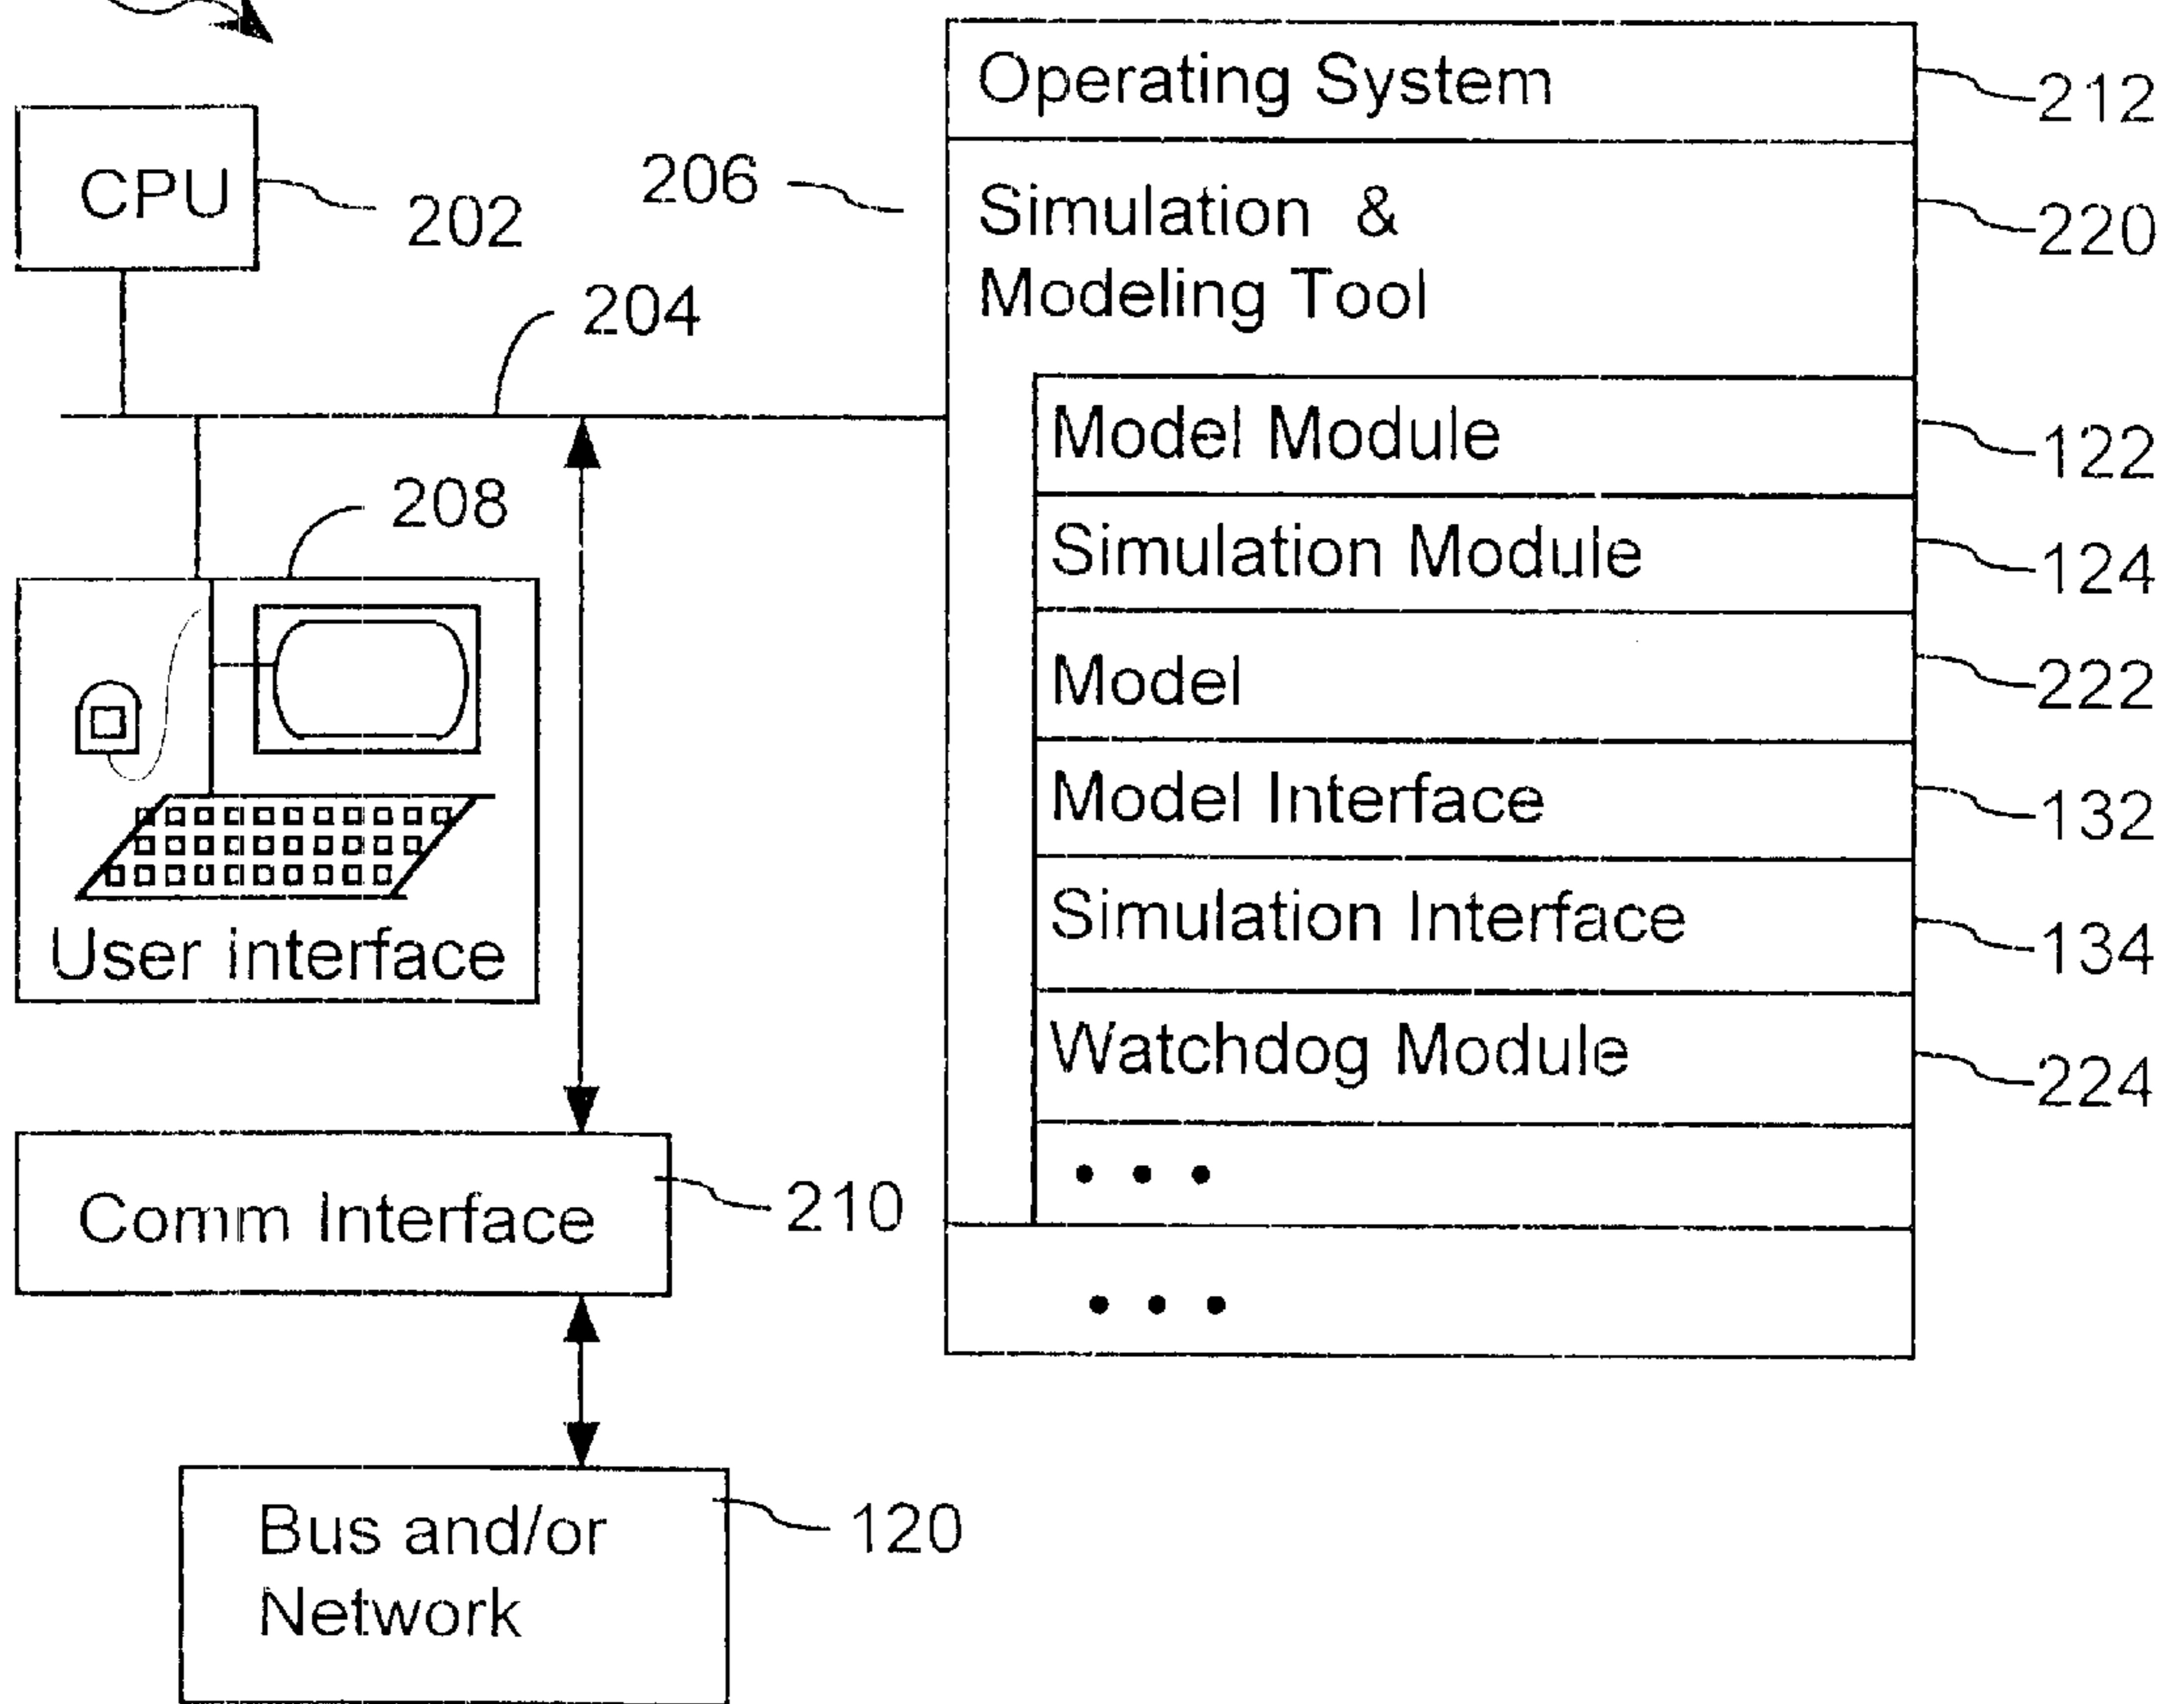 Operating System
212
CPU
202
206
Simulation &
Modeling Tool
220
204
Model Module
122
208
Simulation Module
124
Model
222
Model Interface
132
Simulation Interface
134
User interface
Watchdog Module
224
• • •
Comm Interface
210
• • •
Bus and/or
Network
120